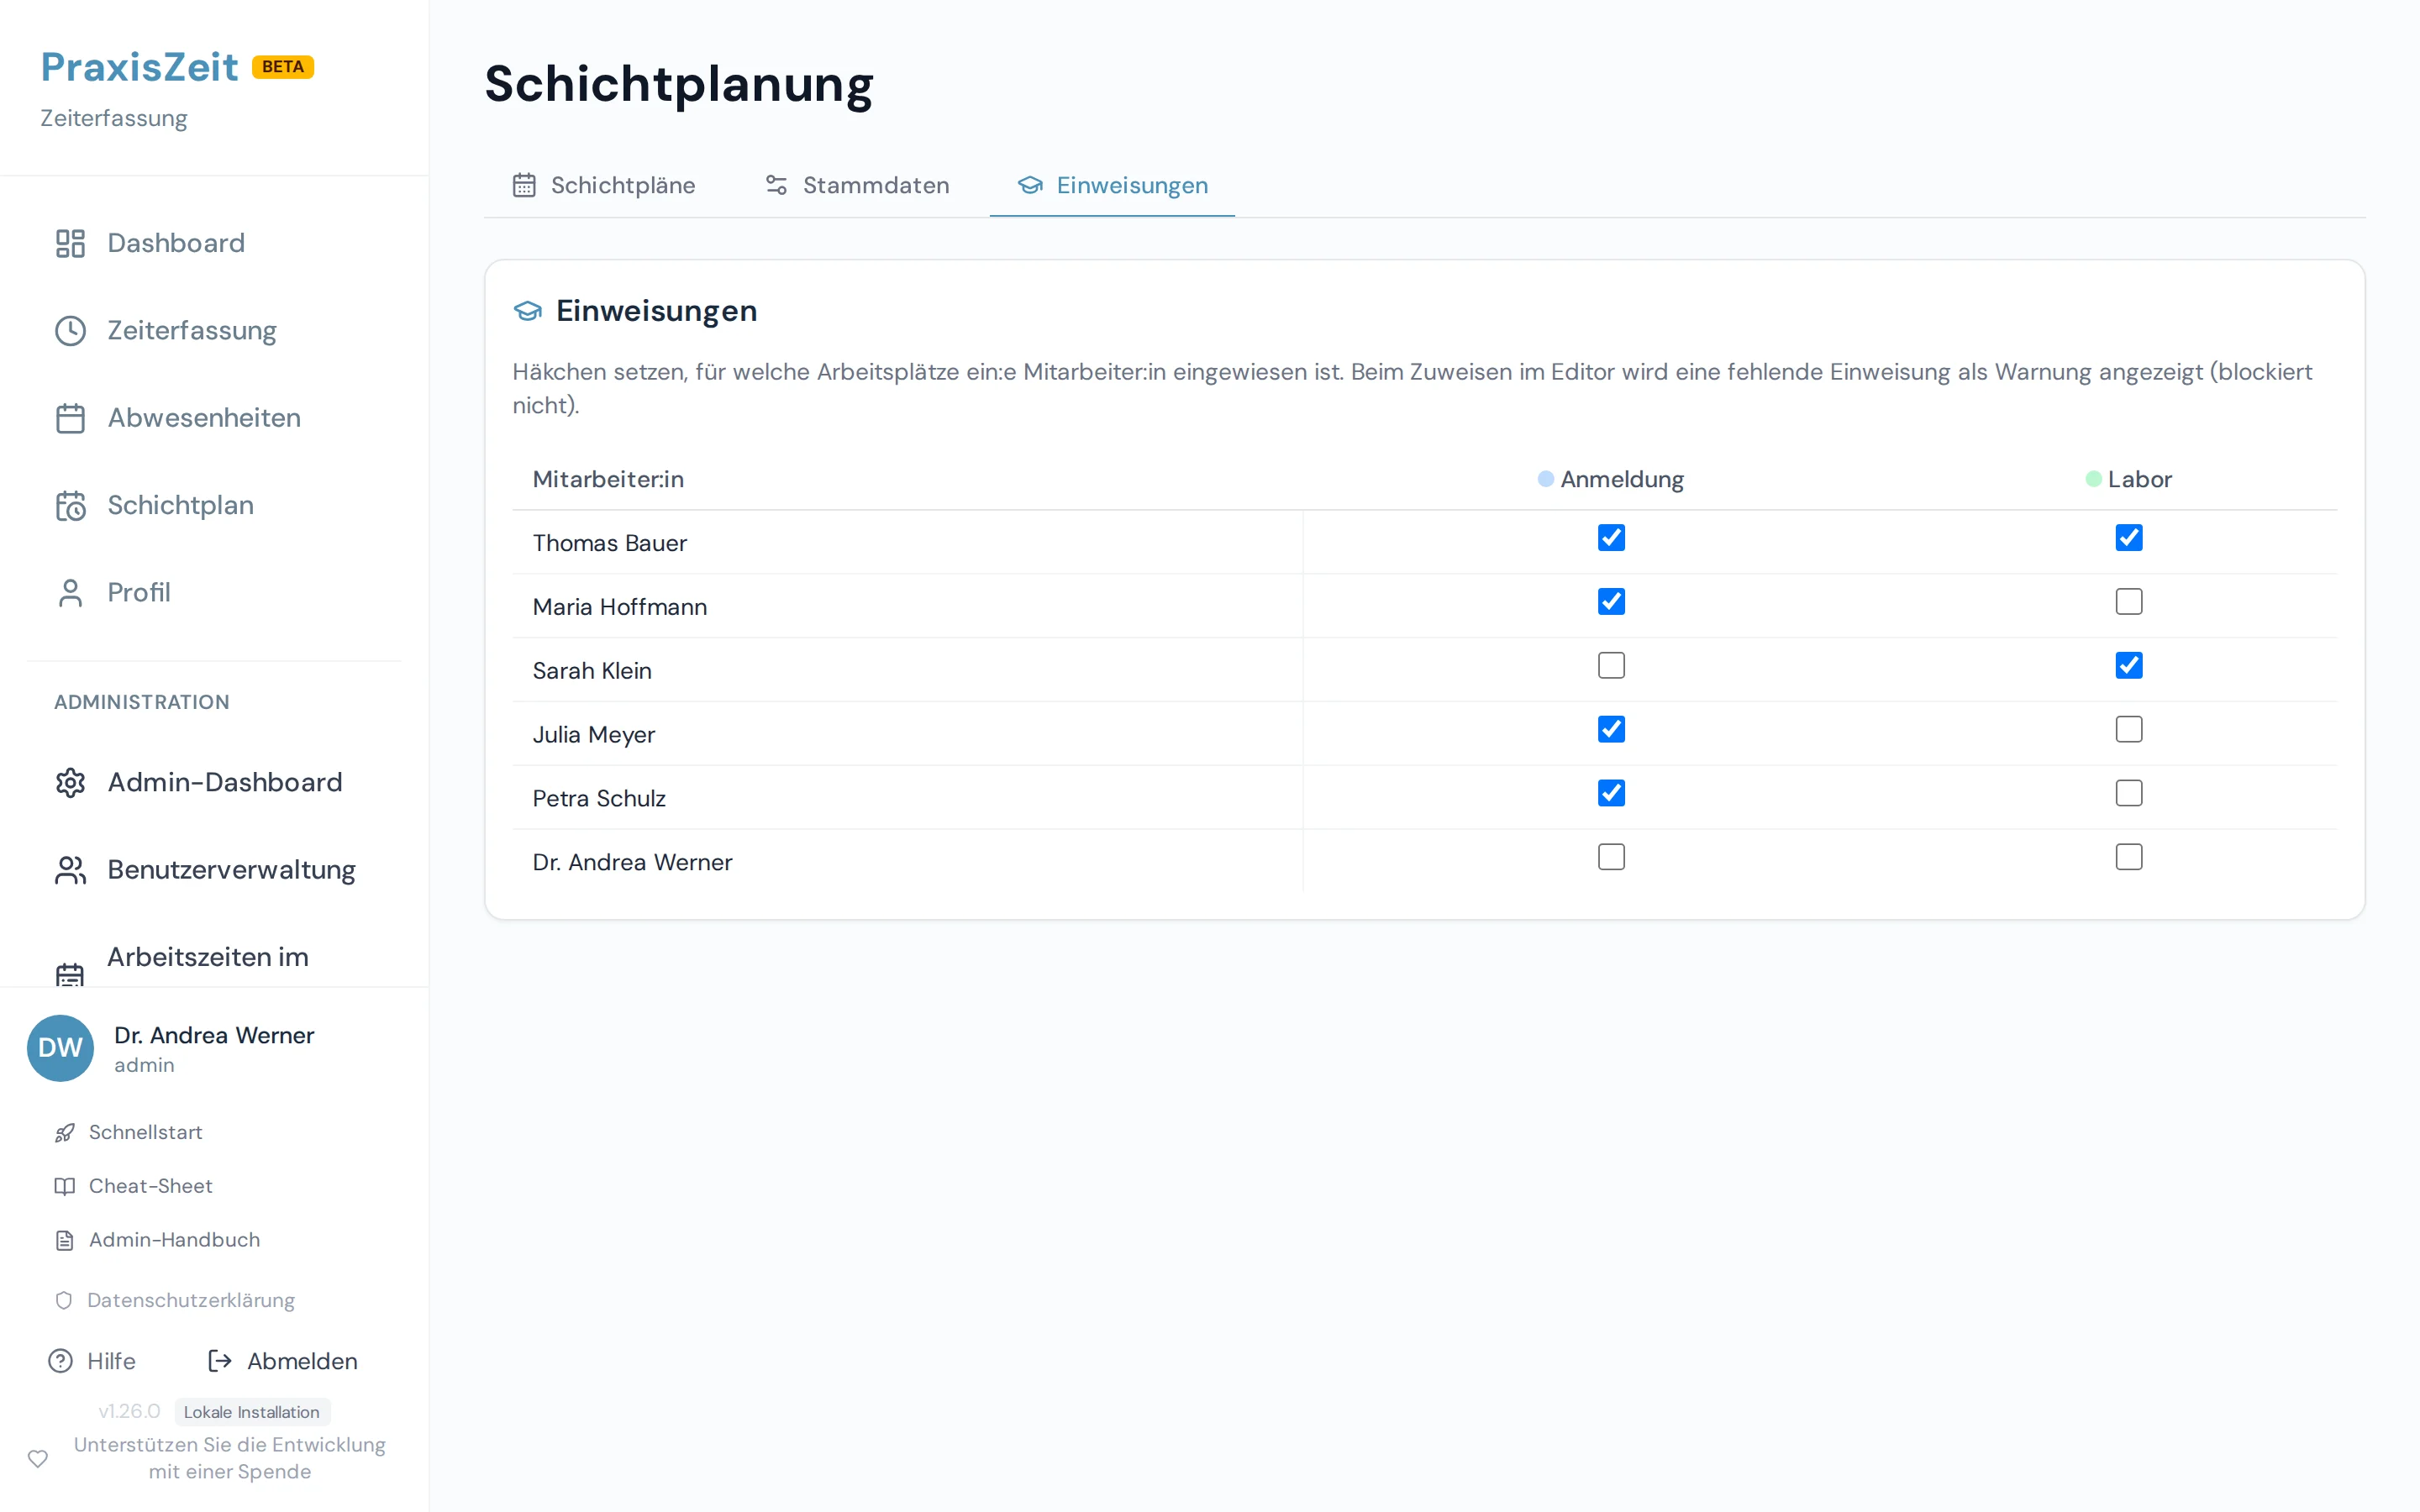 PraxisZeit BETA
Zeiterfassung
Dashboard
Zeiterfassung
Abwesenheiten
Schichtplan
Profil
ADMINISTRATION
Admin-Dashboard
Benutzerverwaltung
Arbeitszeiten im
DW
Dr. Andrea Werner
admin
Schnellstart
Cheat-Sheet
Admin-Handbuch
Datenschutzerklärung
Hilfe Abmelden
v1.26.0 Lokale Installation
Unterstützen Sie die Entwicklung
mit einer Spende
Schichtplanung
Schichtpläne Stammdaten Einweisungen
Einweisungen
Häkchen setzen, für welche Arbeitsplätze ein:e Mitarbeiter:in eingewiesen ist. Beim Zuweisen im Editor wird eine fehlende Einweisung als Warnung angezeigt (blockiert
nicht).
Mitarbeiter:in Anmeldung Labor
Thomas Bauer
Maria Hoffmann
Sarah Klein
Julia Meyer
Petra Schulz
Dr. Andrea Werner